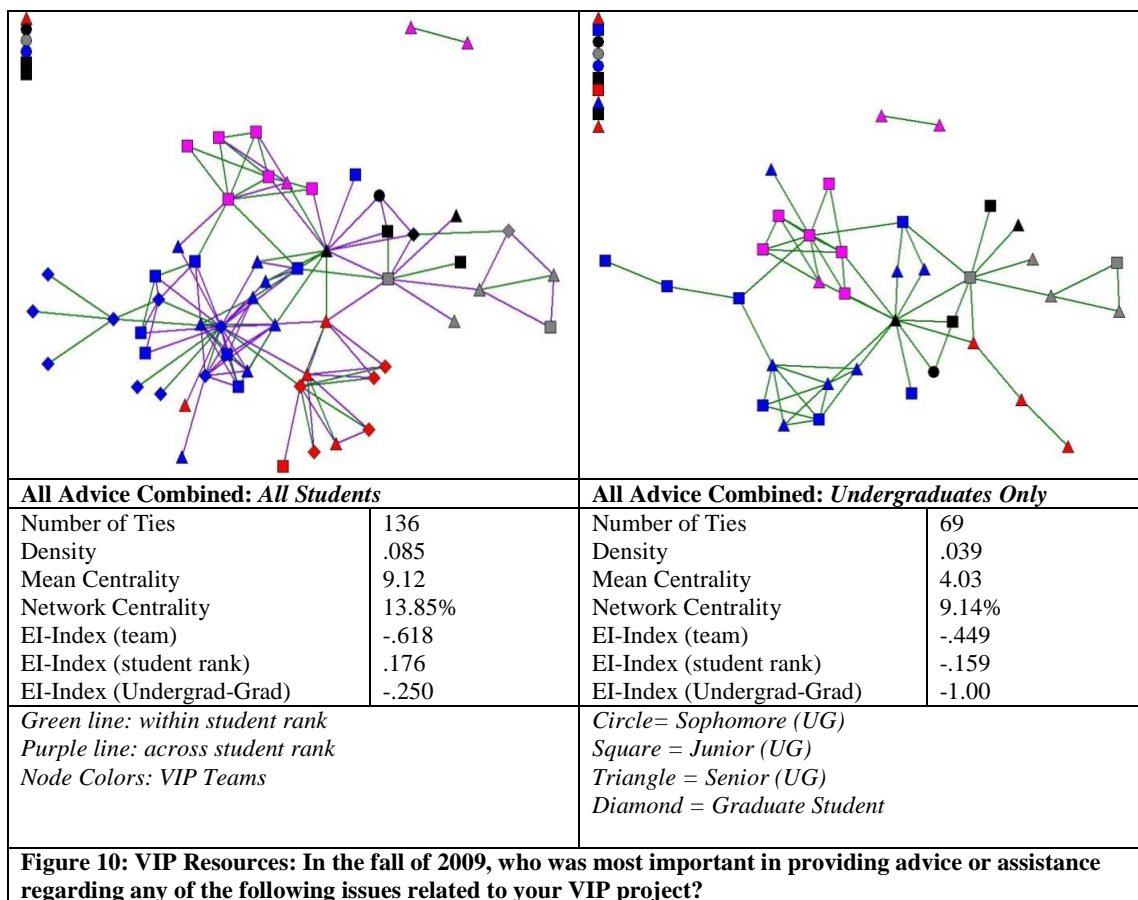 All Advice Combined: All Students
All Advice Combined: Undergraduates Only
Number of Ties 136
Density .085
Mean Centrality 9.12
Network Centrality 13.85%
EI-Index (team) -.618
EI-Index (student rank) .176
EI-Index (Undergrad-Grad) -.250
Number of Ties 69
Density .039
Mean Centrality 4.03
Network Centrality 9.14%
EI-Index (team) -.449
EI-Index (student rank) -.159
EI-Index (Undergrad-Grad) -1.00
Green line: within student rank
Purple line: across student rank
Node Colors: VIP Teams
Circle= Sophomore (UG)
Square = Junior (UG)
Triangle = Senior (UG)
Diamond = Graduate Student
Figure 10: VIP Resources: In the fall of 2009, who was most important in providing advice or assistance
regarding any of the following issues related to your VIP project?